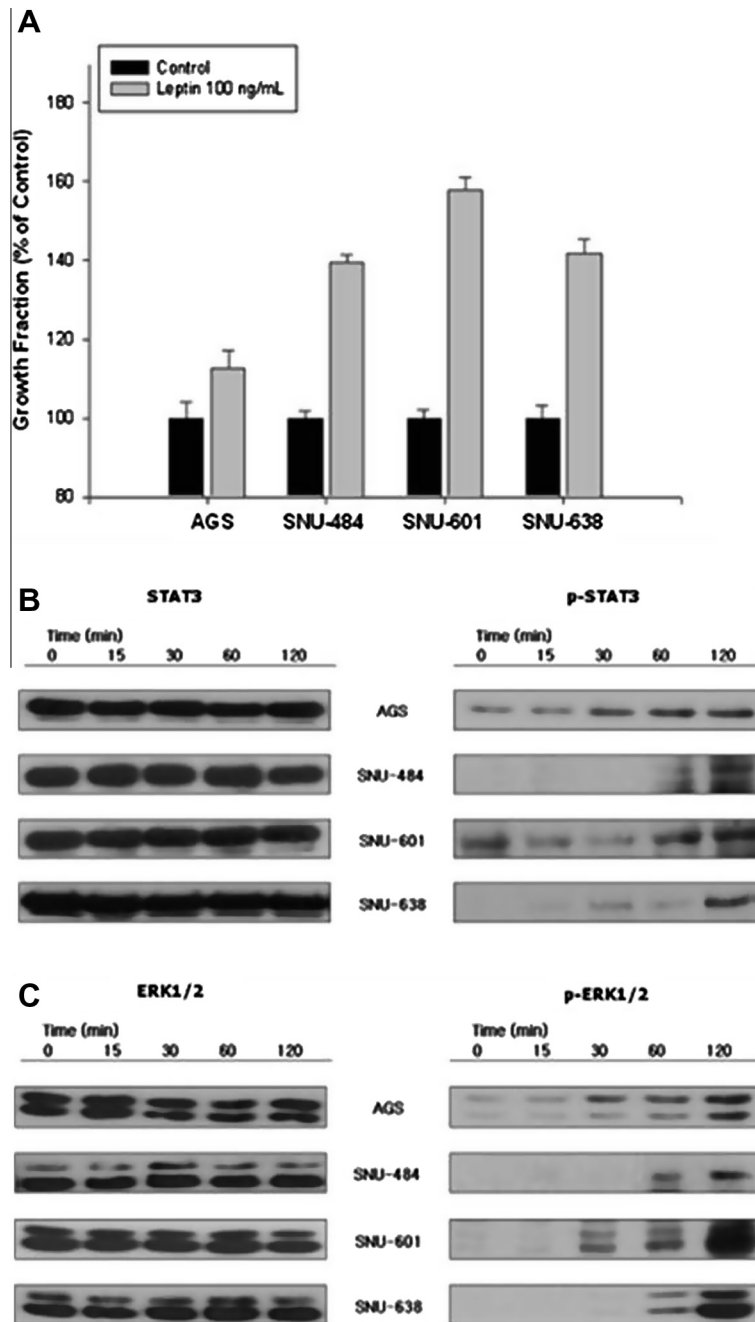 A
Control
Leptin 100 ng/mL
Growth Fraction (% of Control)
180
160
140
120
100
80
AGS SNU-484 SNU-601 SNU-638
B
STAT3 p-STAT3
Time (min) Time (min)
0 15 30 60 120 0 15 30 60 120
AGS
SNU-484
SNU-601
SNU-638
C
ERK1/2 p-ERK1/2
Time (min) Time (min)
0 15 30 60 120 0 15 30 60 120
AGS
SNU-484
SNU-601
SNU-638